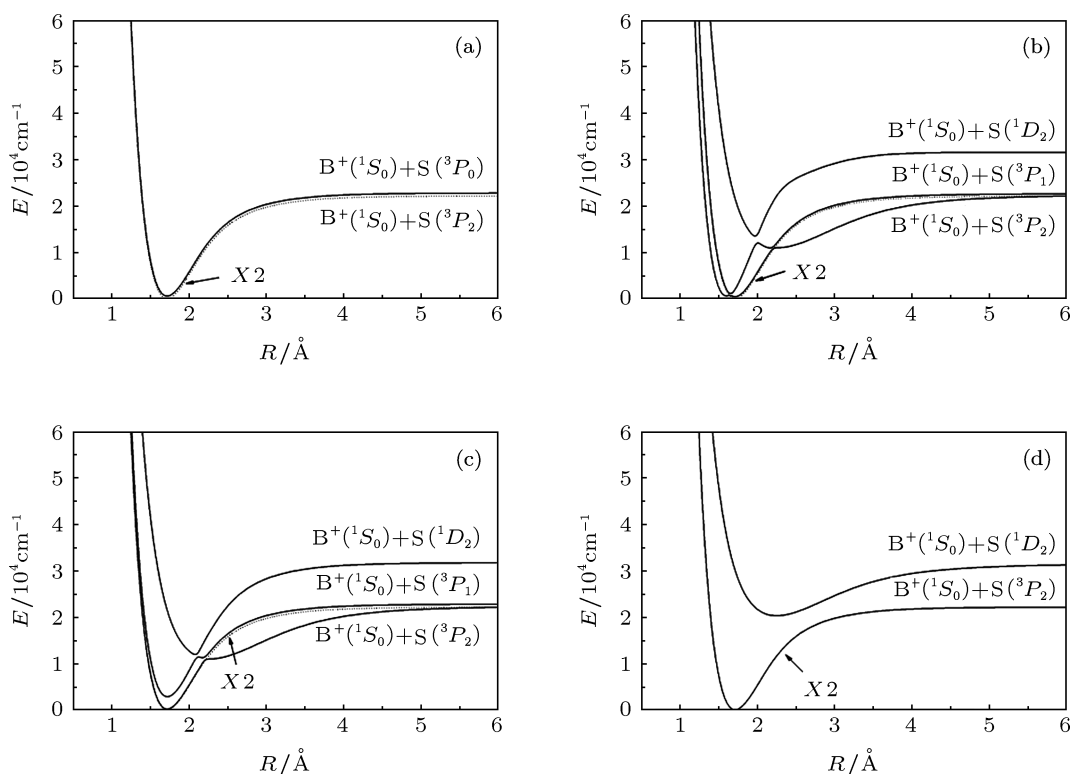 (a)
E/10⁴cm⁻¹
6
5
4
3
2
1
0
B⁺(¹S₀)+S(³P₀)
B⁺(¹S₀)+S(³P₂)
X2
1 2 3 4 5 6
R/Å
(b)
E/10⁴cm⁻¹
6
5
4
3
2
1
0
B⁺(¹S₀)+S(¹D₂)
B⁺(¹S₀)+S(³P₁)
B⁺(¹S₀)+S(³P₂)
X2
1 2 3 4 5 6
R/Å
(c)
E/10⁴cm⁻¹
6
5
4
3
2
1
0
B⁺(¹S₀)+S(¹D₂)
B⁺(¹S₀)+S(³P₁)
B⁺(¹S₀)+S(³P₂)
X2
1 2 3 4 5 6
R/Å
(d)
E/10⁴cm⁻¹
6
5
4
3
2
1
0
B⁺(¹S₀)+S(¹D₂)
B⁺(¹S₀)+S(³P₂)
X2
1 2 3 4 5 6
R/Å